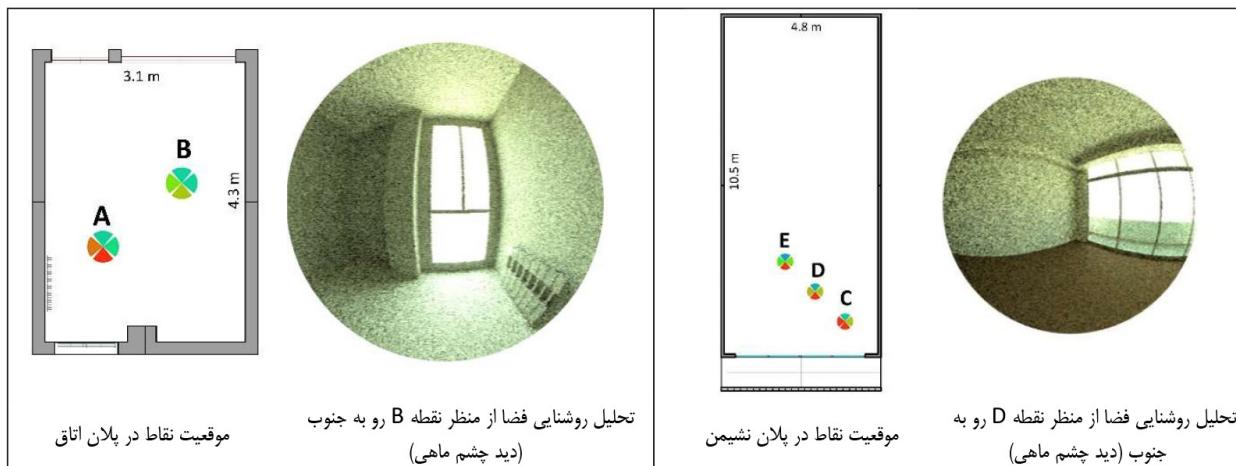 3.1 m
B
A
4.3 m
موقعیت نقاط در پلان اتاق
تحلیل روشنایی فضا از منظر نقطه B رو به جنوب
(دید چشم ماهی)
4.8 m
10.5 m
E
D
C
موقعیت نقاط در پلان نشیمن
تحلیل روشنایی فضا از منظر نقطه D رو به
جنوب (دید چشم ماهی)